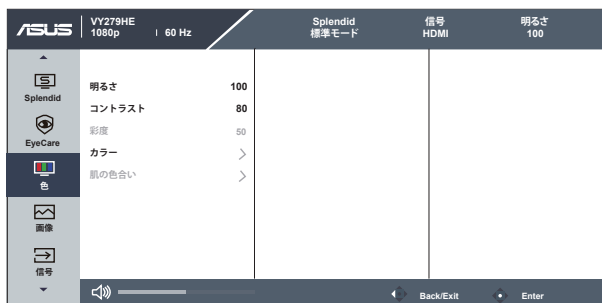 ASUS
VY279HE
1080p 60 Hz
Splendid
標準モード
信号
HDMI
明るさ
100
Splendid
EyeCare
色
画像
信号
明るさ 100
コントラスト 80
彩度 50
カラー
肌の色合い
Back/Exit
Enter